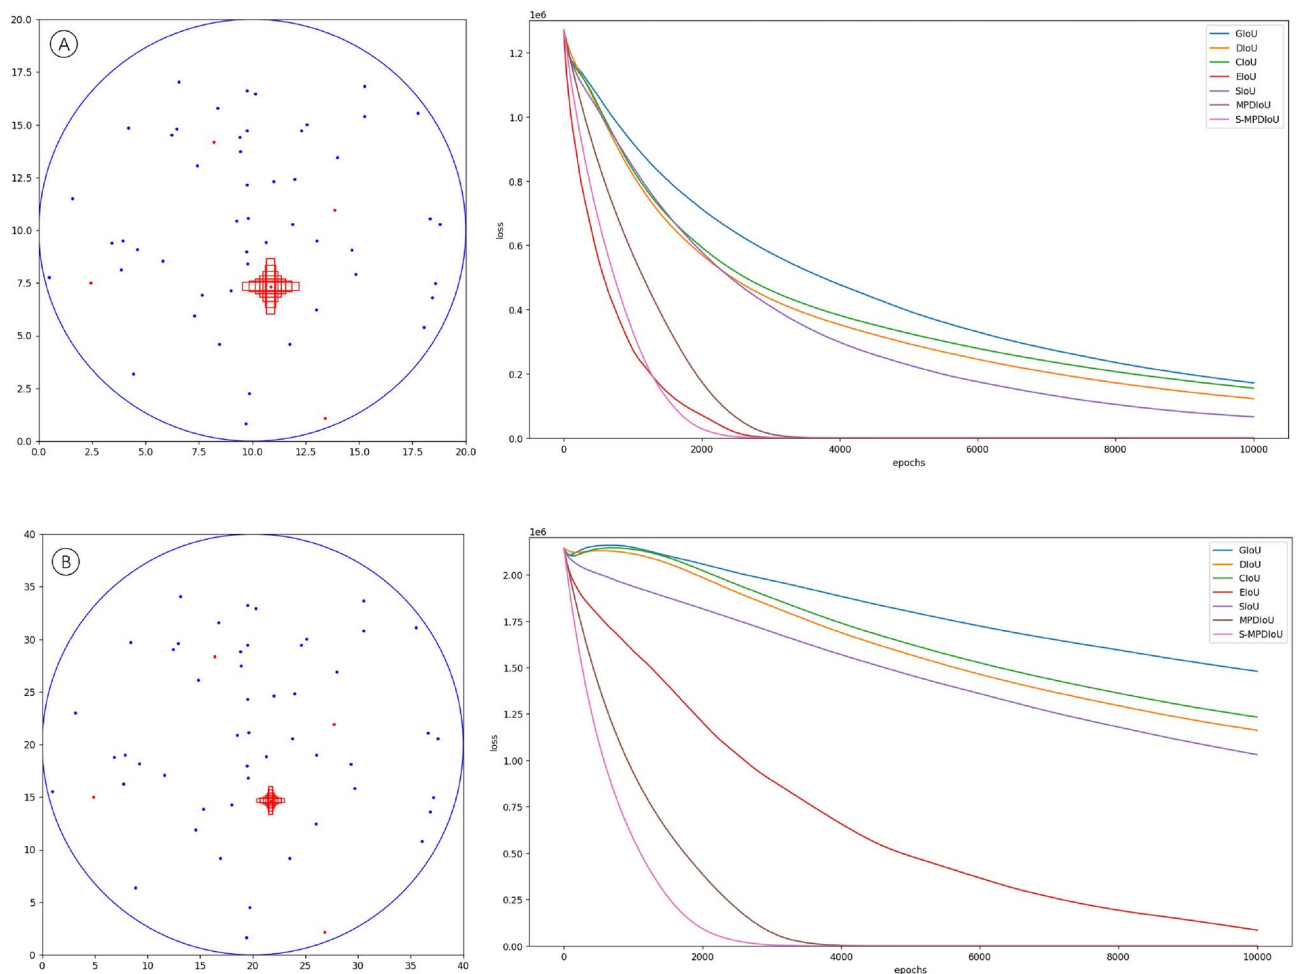 A
20.0
17.5
15.0
12.5
10.0
7.5
5.0
2.5
0.0
0.0 2.5 5.0 7.5 10.0 12.5 15.0 17.5 20.0
1e6
1.2
1.0
0.8
0.6
0.4
0.2
0.0
loss
0 2000 4000 6000 8000 10000
epochs
GIoU
DIoU
CIoU
EIoU
SIoU
MPDIoU
S-MPDIoU
B
40
35
30
25
20
15
10
5
0
0 5 10 15 20 25 30 35 40
1e6
2.00
1.75
1.50
1.25
1.00
0.75
0.50
0.25
0.00
loss
0 2000 4000 6000 8000 10000
epochs
GIoU
DIoU
CIoU
EIoU
SIoU
MPDIoU
S-MPDIoU